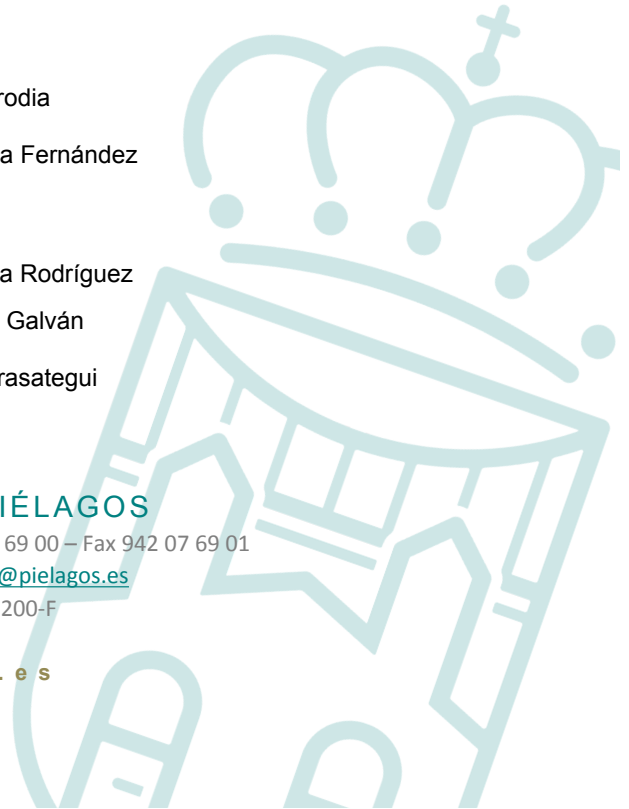 rodia
a Fernández
a Rodríguez
Galván
rasategui
IÉLAGOS
69 00 – Fax 942 07 69 01
@pielagos.es
200-F
. e s